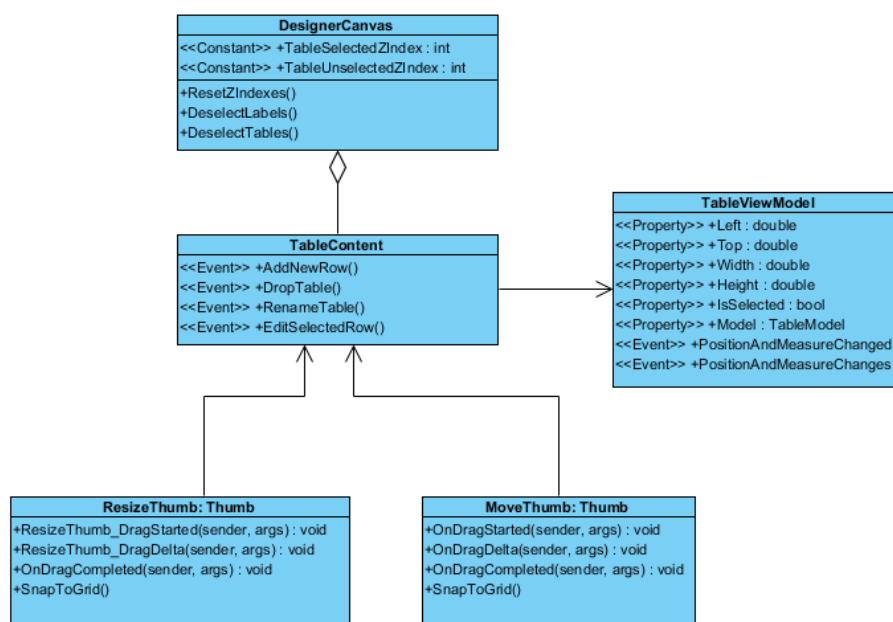 DesignerCanvas
<<Constant>> +TableSelectedZIndex : int
<<Constant>> +TableUnselectedZIndex : int
+ResetZIndexes()
+DeselectLabels()
+DeselectTables()
TableViewModel
<<Property>> +Left : double
<<Property>> +Top : double
<<Property>> +Width : double
<<Property>> +Height : double
<<Property>> +IsSelected : bool
<<Property>> +Model : TableModel
<<Event>> +PositionAndMeasureChanged
<<Event>> +PositionAndMeasureChanges
TableContent
<<Event>> +AddNewRow()
<<Event>> +DropTable()
<<Event>> +RenameTable()
<<Event>> +EditSelectedRow()
ResizeThumb: Thumb
+ResizeThumb_DragStarted(sender, args) : void
+ResizeThumb_DragDelta(sender, args) : void
+OnDragCompleted(sender, args) : void
+SnapToGrid()
MoveThumb: Thumb
+OnDragStarted(sender, args) : void
+OnDragDelta(sender, args) : void
+OnDragCompleted(sender, args) : void
+SnapToGrid()